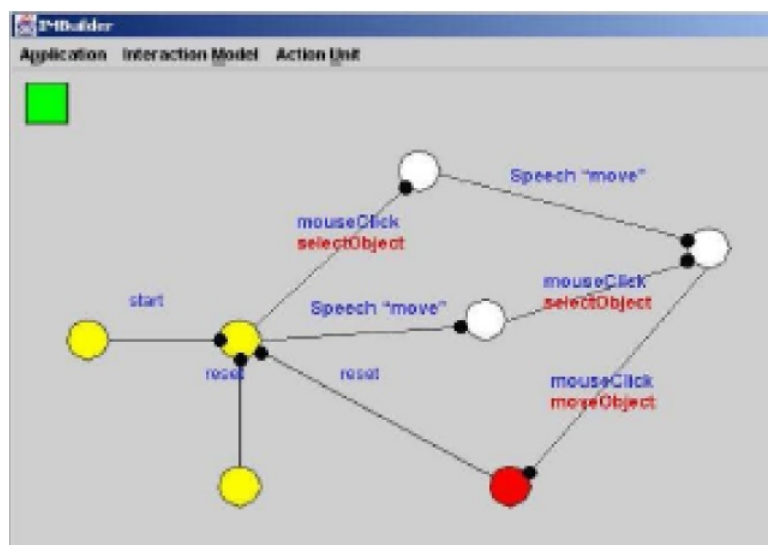 IMBuilder
Application Interaction Model Action Unit
Speech "move"
mouseClick
selectObject
mouseClick
selectObject
start
Speech "move"
reset
reset
mouseClick
moveObject